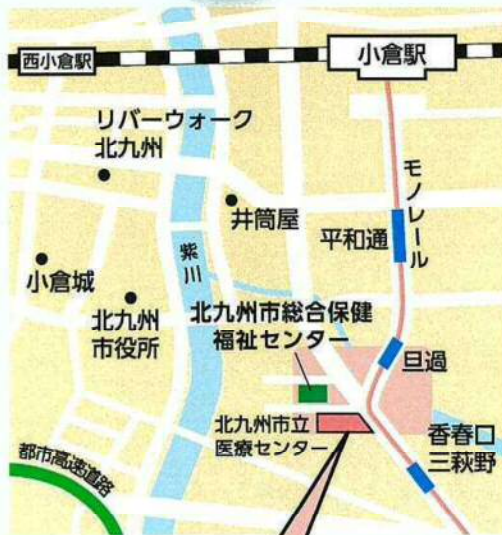 西小倉駅
小倉駅
リバーウォーク
北九州
井筒屋
モノレール
平和通
紫川
小倉城
北九州
市役所
北九州市総合保健
福祉センター
旦過
北九州市立
医療センター
香春口
三萩野
都市高速道路